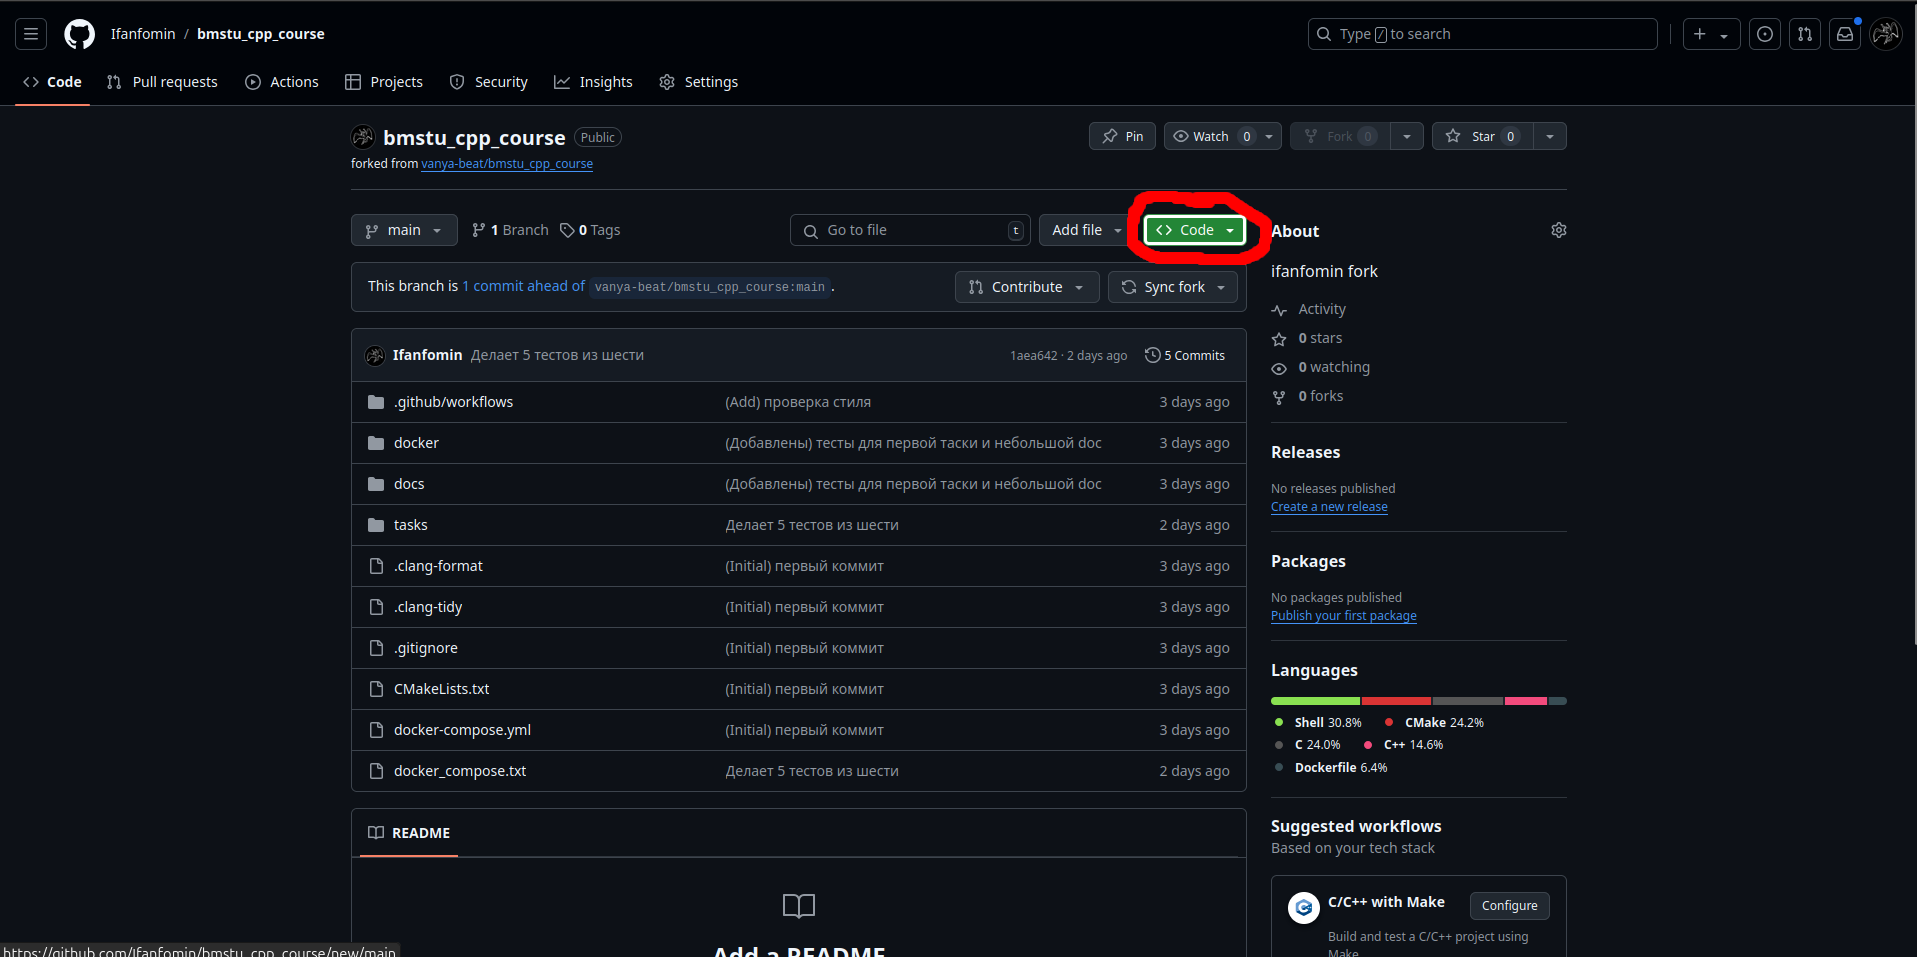 Ifanfomin / bmstu_cpp_course
Type / to search
Code Pull requests Actions Projects Security Insights Settings
bmstu_cpp_course Public
Pin Watch 0 Fork 0 Star 0
forked from vanya-beat/bmstu_cpp_course
main 1 Branch 0 Tags Go to file t Add file Code
This branch is 1 commit ahead of vanya-beat/bmstu_cpp_course:main .
Contribute Sync fork
Ifanfomin Делает 5 тестов из шести 1aea642 · 2 days ago 5 Commits
.github/workflows (Add) проверка стиля 3 days ago
docker (Добавлены) тесты для первой таски и небольшой doc 3 days ago
docs (Добавлены) тесты для первой таски и небольшой doc 3 days ago
tasks Делает 5 тестов из шести 2 days ago
.clang-format (Initial) первый коммит 3 days ago
.clang-tidy (Initial) первый коммит 3 days ago
.gitignore (Initial) первый коммит 3 days ago
CMakeLists.txt (Initial) первый коммит 3 days ago
docker-compose.yml (Initial) первый коммит 3 days ago
docker_compose.txt Делает 5 тестов из шести 2 days ago
README
Add a README
About
ifanfomin fork
Activity
0 stars
0 watching
0 forks
Releases
No releases published
Create a new release
Packages
No packages published
Publish your first package
Languages
Shell 30.8% CMake 24.2%
C 24.0% C++ 14.6%
Dockerfile 6.4%
Suggested workflows
Based on your tech stack
C/C++ with Make Configure
Build and test a C/C++ project using
Make.
https://github.com/Ifanfomin/bmstu_cpp_course/new/main